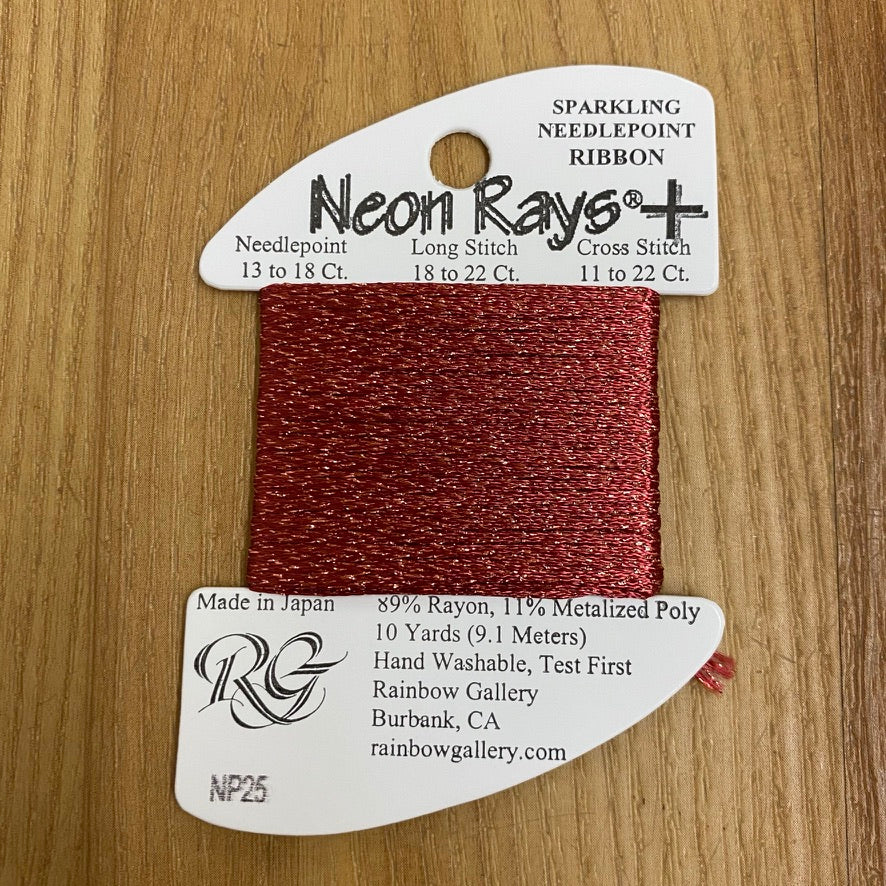 SPARKLING
NEEDLEPOINT
RIBBON
Neon Rays®+
Needlepoint Long Stitch Cross Stitch
13 to 18 Ct. 18 to 22 Ct. 11 to 22 Ct.
Made in Japan 89% Rayon, 11% Metalized Poly
10 Yards (9.1 Meters)
Hand Washable, Test First
RG
Rainbow Gallery
Burbank, CA
rainbowgallery.com
NP25